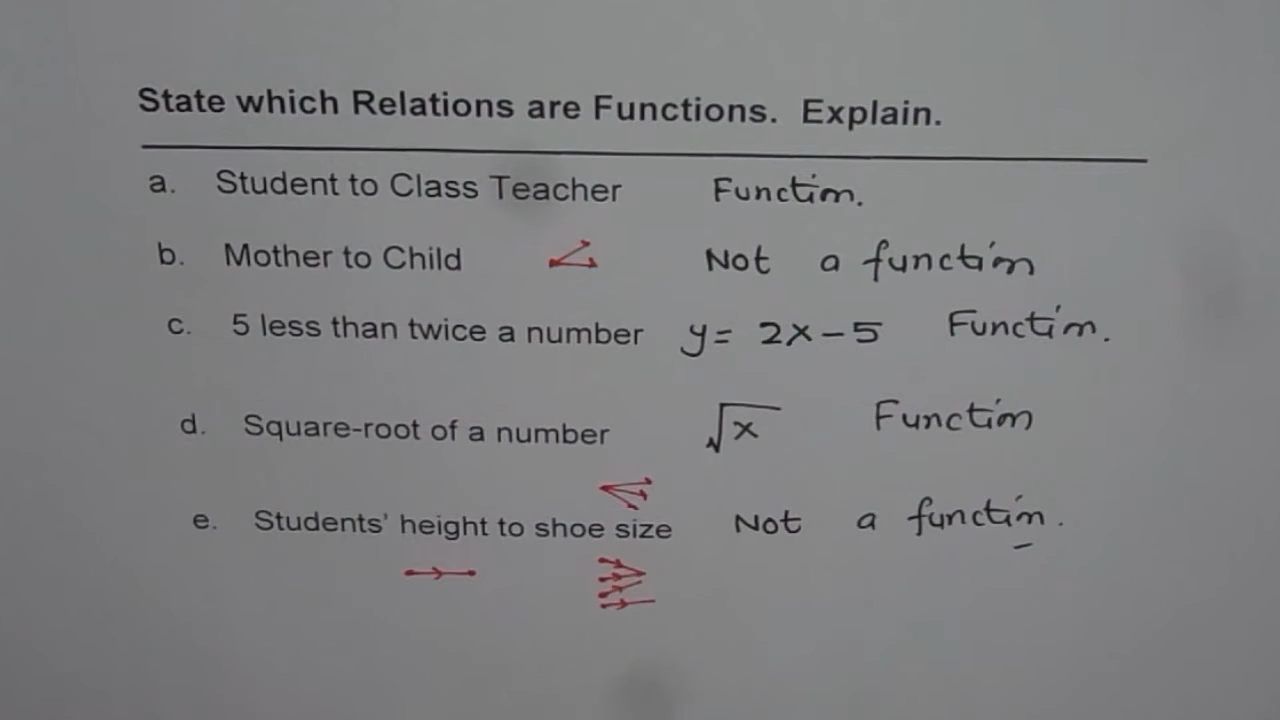 State which Relations are Functions. Explain.
a. Student to Class Teacher Function.
b. Mother to Child Not a function
c. 5 less than twice a number y = 2x - 5 Function.
d. Square-root of a number √x Function
e. Students' height to shoe size Not a function.